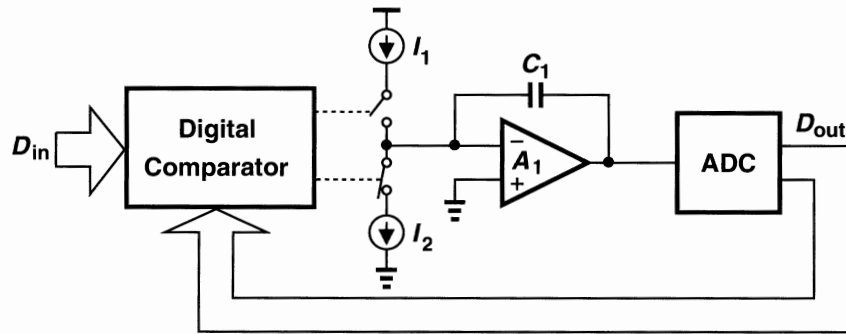 I1
C1
Din
Digital
Comparator
A1
−
+
ADC
Dout
I2